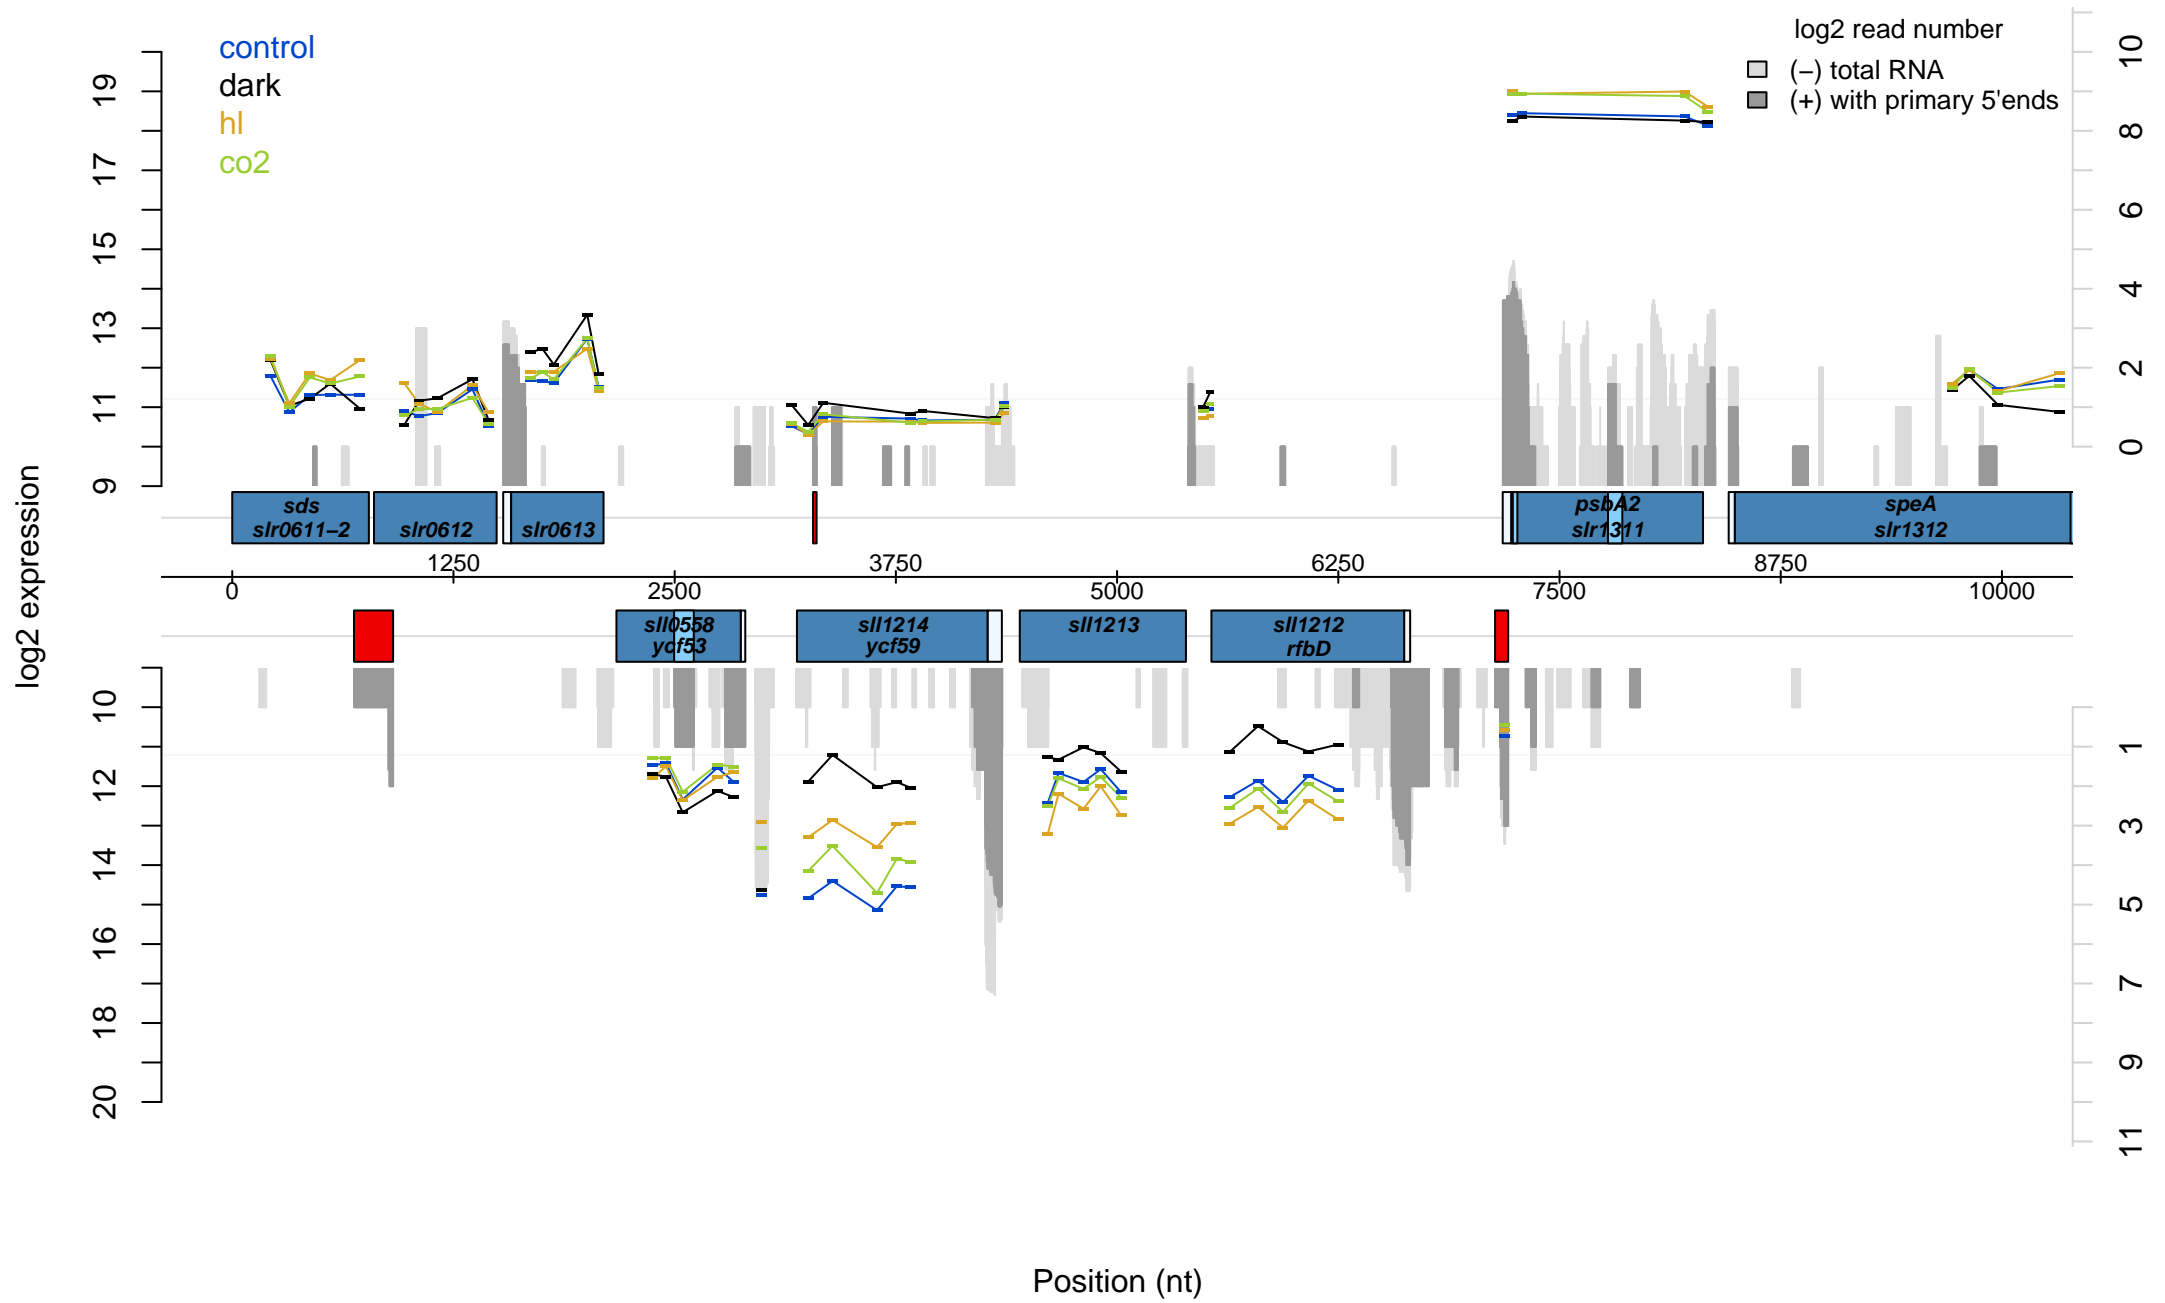 control
dark
hl
co2
log2 read number
(−) total RNA
(+) with primary 5'ends
19
17
15
13
11
9
10
8
6
4
2
0
log2 expression
sds
slr0611−2
slr0612
slr0613
psbA2
slr1311
speA
slr1312
1250
3750
6250
8750
0
2500
5000
7500
10000
sll0558
ycf53
sll1214
ycf59
sll1213
sll1212
rfbD
10
12
14
16
18
20
1
3
5
7
9
11
Position (nt)